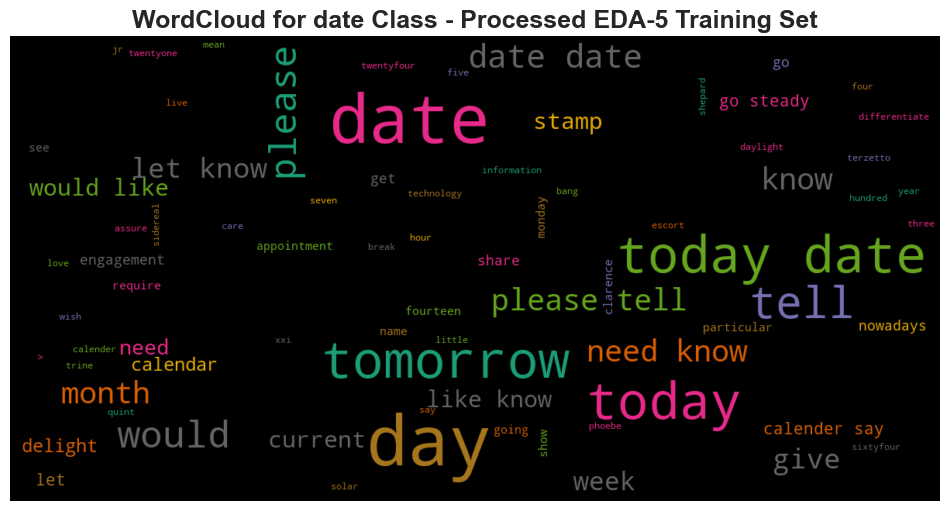 WordCloud for date Class - Processed EDA-5 Training Set
jr
twentyone
mean
please
date date
twentyfour
five
go
live
date
stamp
shepard
go steady
four
differentiate
see
let know
daylight
terzetto
would like
get
information
know
technology
bang
hundred
year
seven
sidereal
assure
care
monday
escort
three
appointment
hour
break
today date
love
engagement
share
clarence
require
please tell
tell
wish
fourteen
name
particular
nowadays
calender
need
xxi
little
>
trine
calendar
tomorrow
need know
month
like know
today
quint
say
would
current
day
going
phoebe
calender say
delight
show
sixtyfour
give
let
solar
week